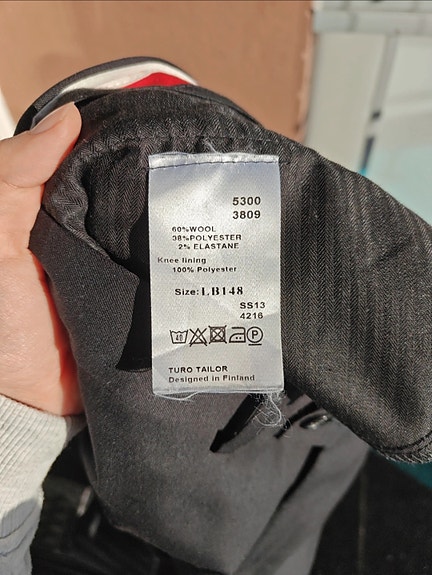 5300
3809
60%WOOL
38%POLYESTER
2% ELASTANE
Knee lining
100% Polyester
Size:LB148
SS13
4216
40 P
TURO TAILOR
Designed in Finland